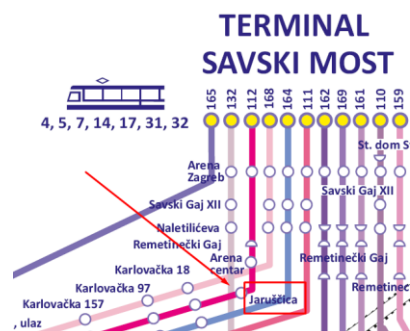 TERMINAL
SAVSKI MOST
4, 5, 7, 14, 17, 31, 32
165 132 112 168 164 111 162 169 161 110 159
St. dom S
Arena
Zagreb
Savski Gaj XII
Savski Gaj XII
Naletilićeva
Remetinečki Gaj
Remetinečki Gaj
Arena
centar
Karlovačka 18
Karlovačka 97
Jaruščica
Remetinec
Karlovačka 157
, ulaz